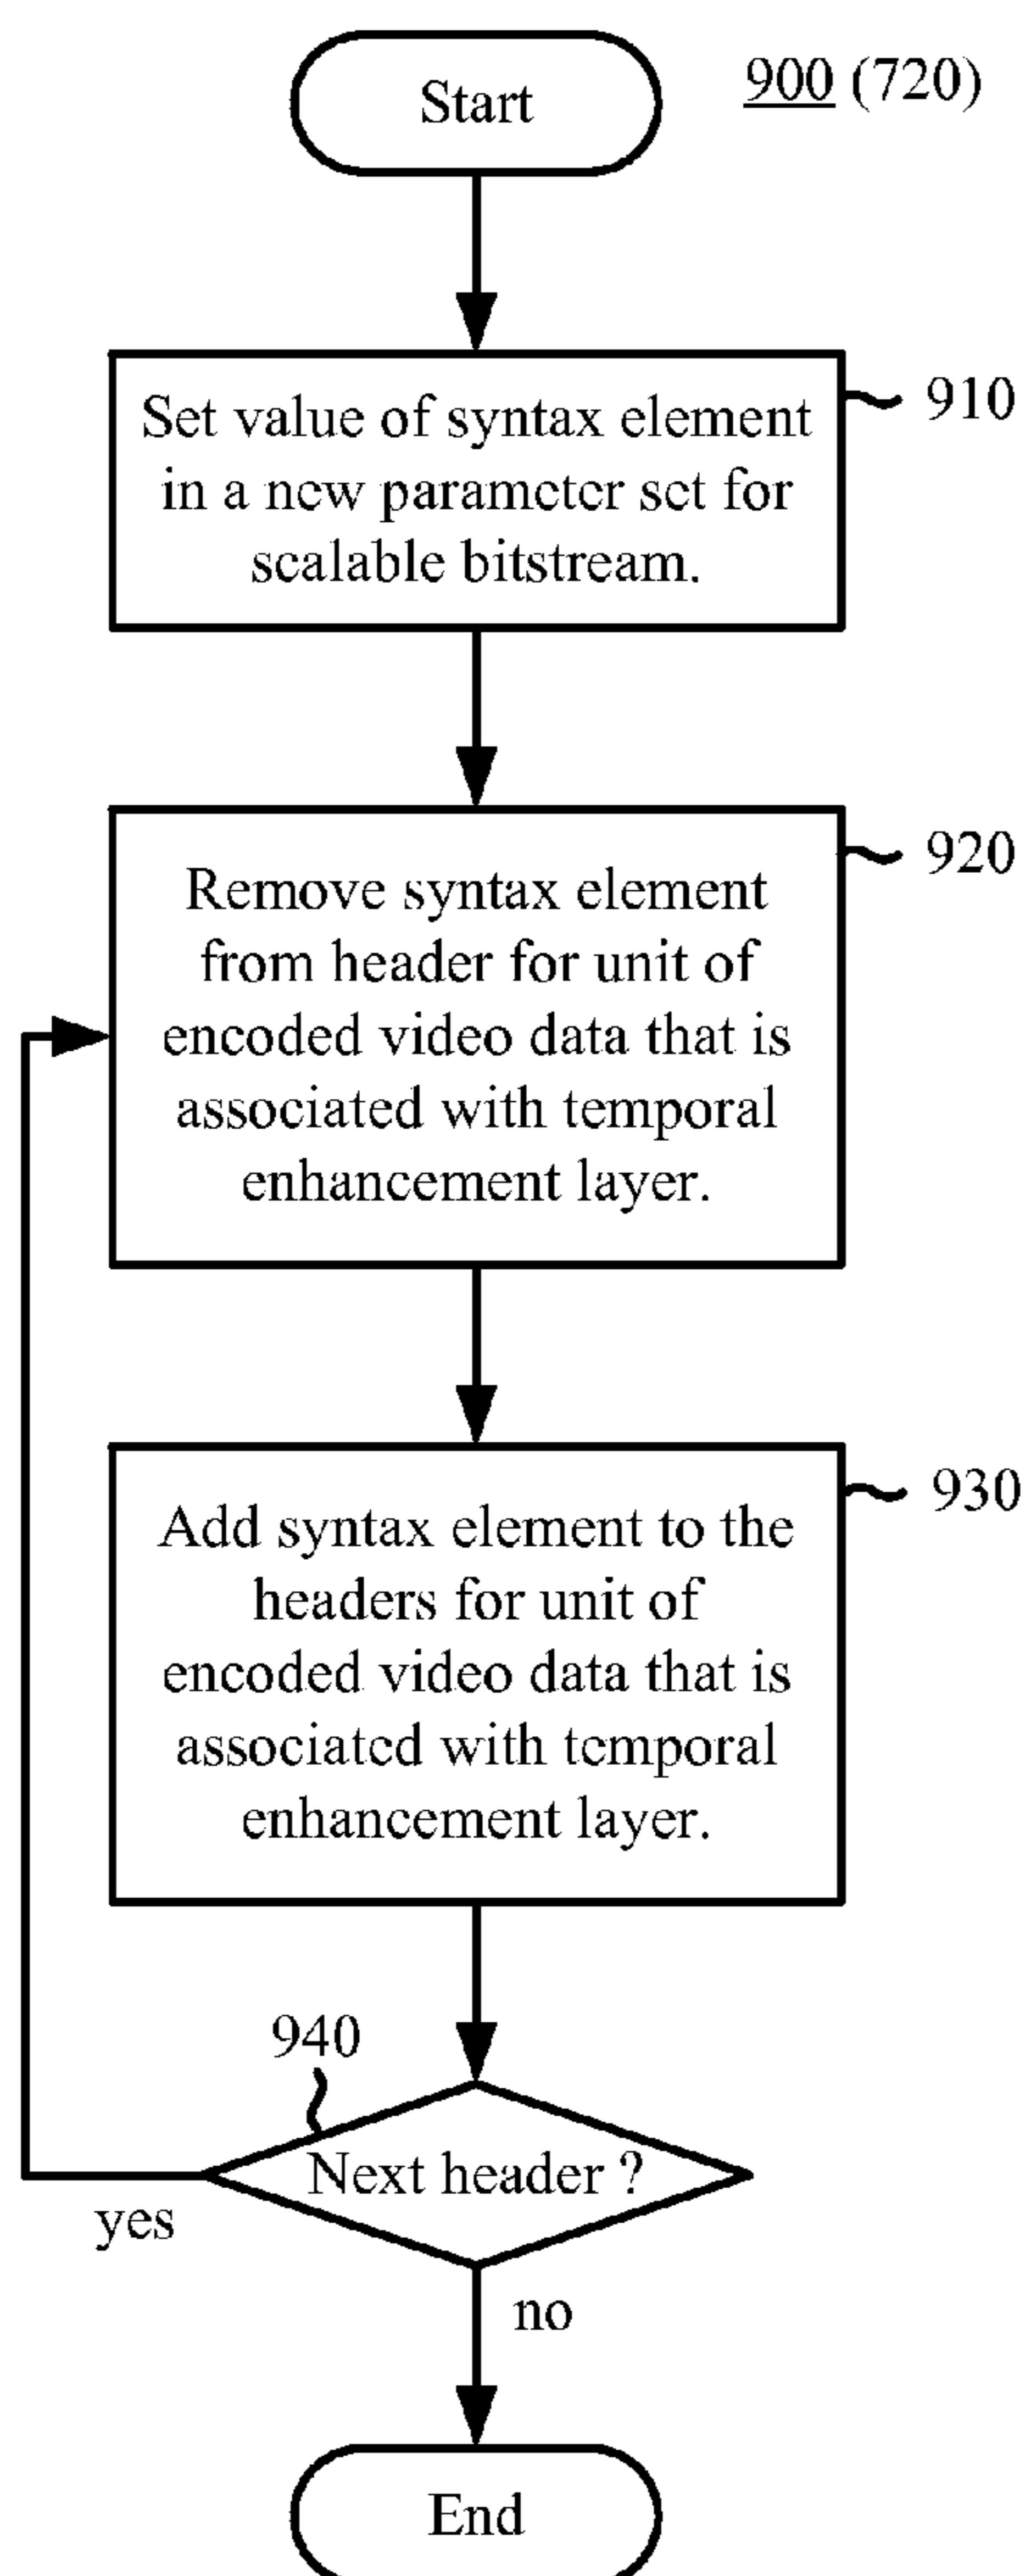 Start
900 (720)
Set value of syntax element
in a new parameter set for
scalable bitstream.
910
Remove syntax element
from header for unit of
encoded video data that is
associated with temporal
enhancement layer.
920
Add syntax element to the
headers for unit of
encoded video data that is
associated with temporal
enhancement layer.
930
940
Next header ?
yes
no
End